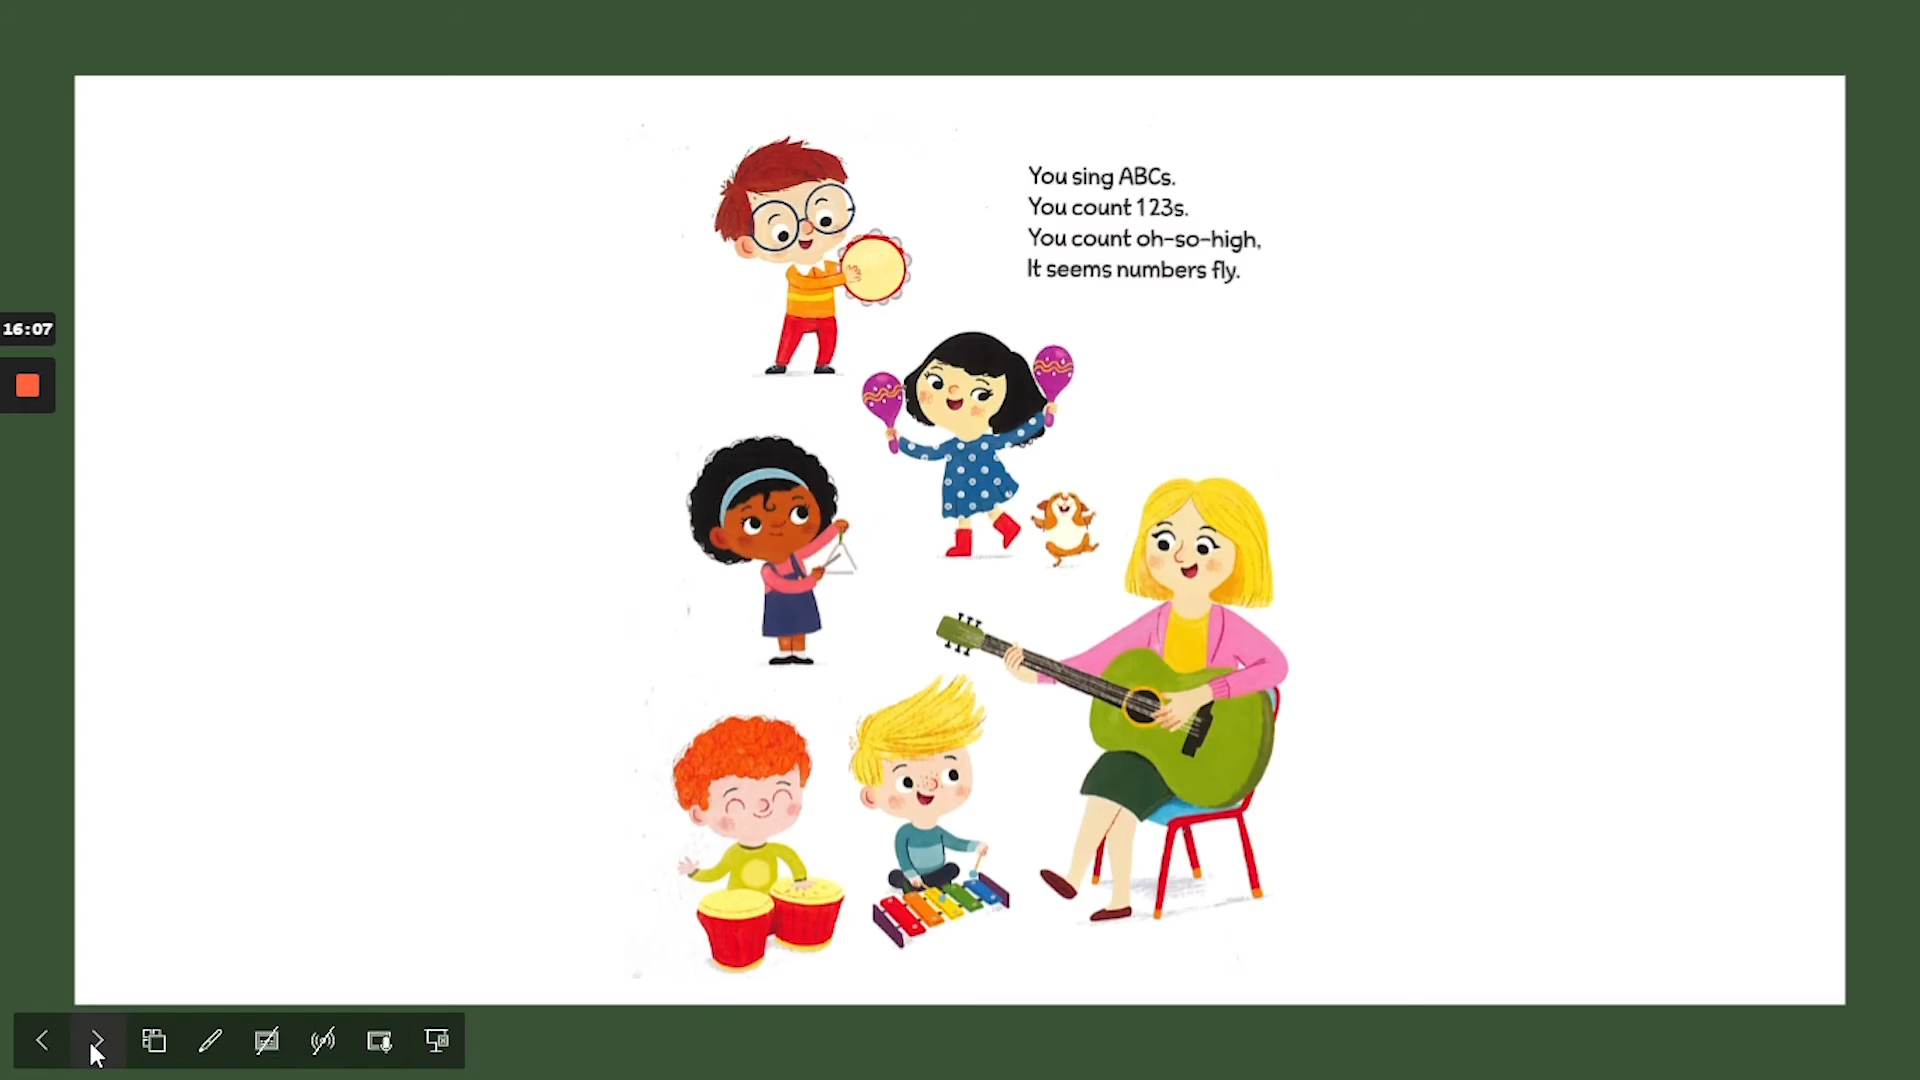 You sing ABCs.
You count 123s.
You count oh-so-high,
It seems numbers fly.
16:07